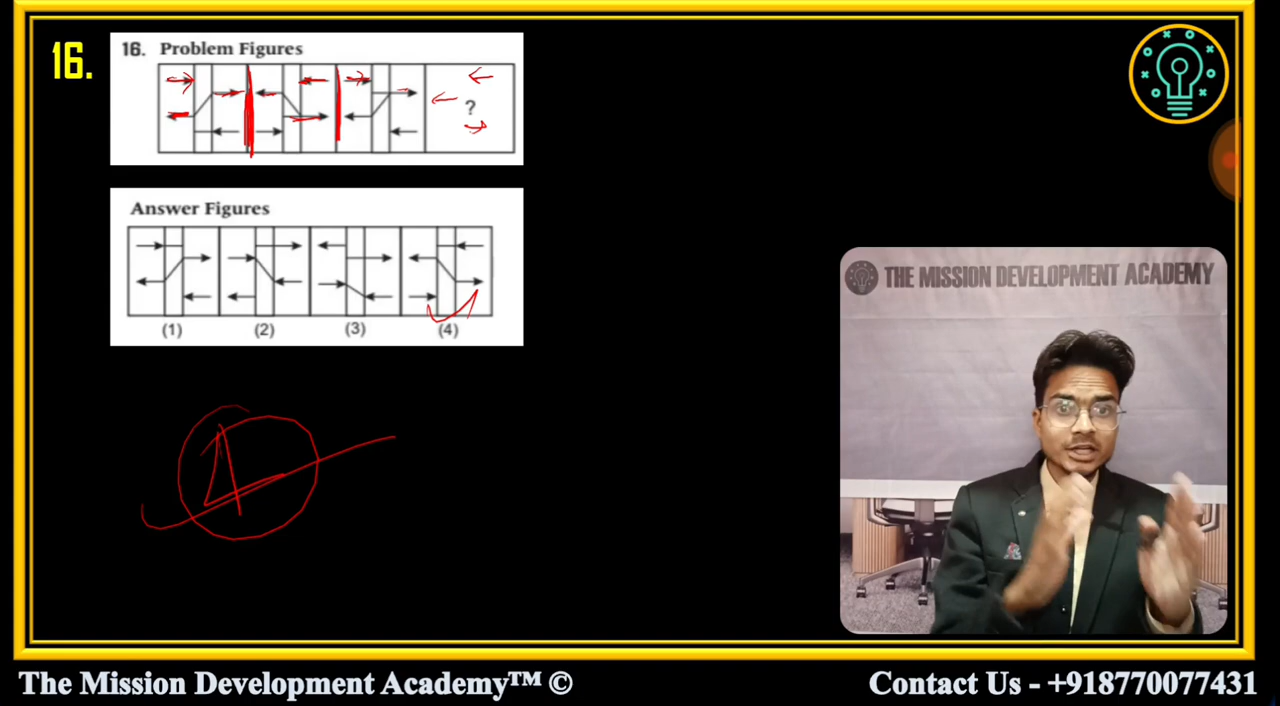 16.
16. Problem Figures
?
Answer Figures
(1) (2) (3) (4)
4
THE MISSION DEVELOPMENT ACADEMY
The Mission Development Academy™ ©
Contact Us - +918770077431